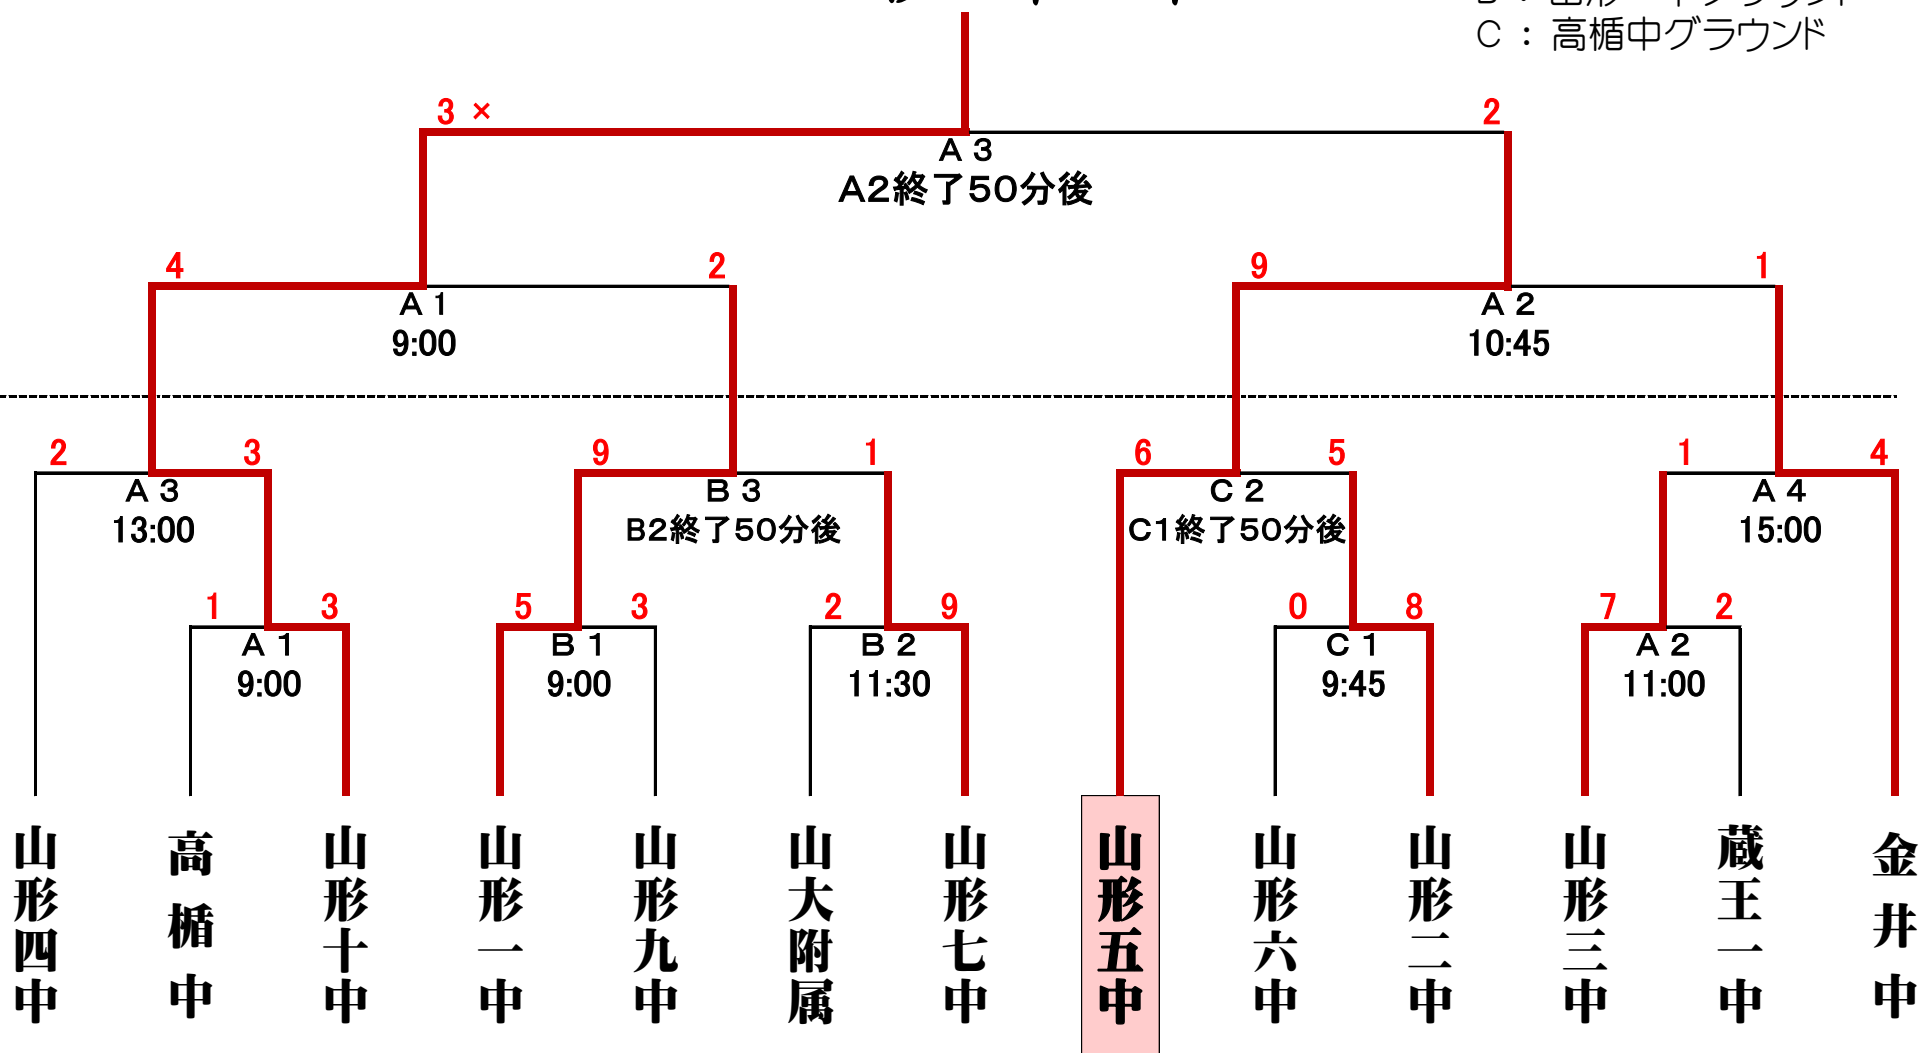 C：高楯中グラウンド
3 ×
2
A 3
A2終了50分後
4
2
9
1
A 1
A 2
9:00
10:45
2
3
9
1
6
5
1
4
A 3
B 3
C 2
A 4
13:00
B2終了50分後
C1終了50分後
15:00
1
3
5
3
2
9
0
8
7
2
A 1
B 1
B 2
C 1
A 2
9:00
9:00
11:30
9:45
11:00
山形四中
高楯中
山形十中
山形一中
山形九中
山大附属
山形七中
山形五中
山形六中
山形二中
山形三中
蔵王一中
金井中